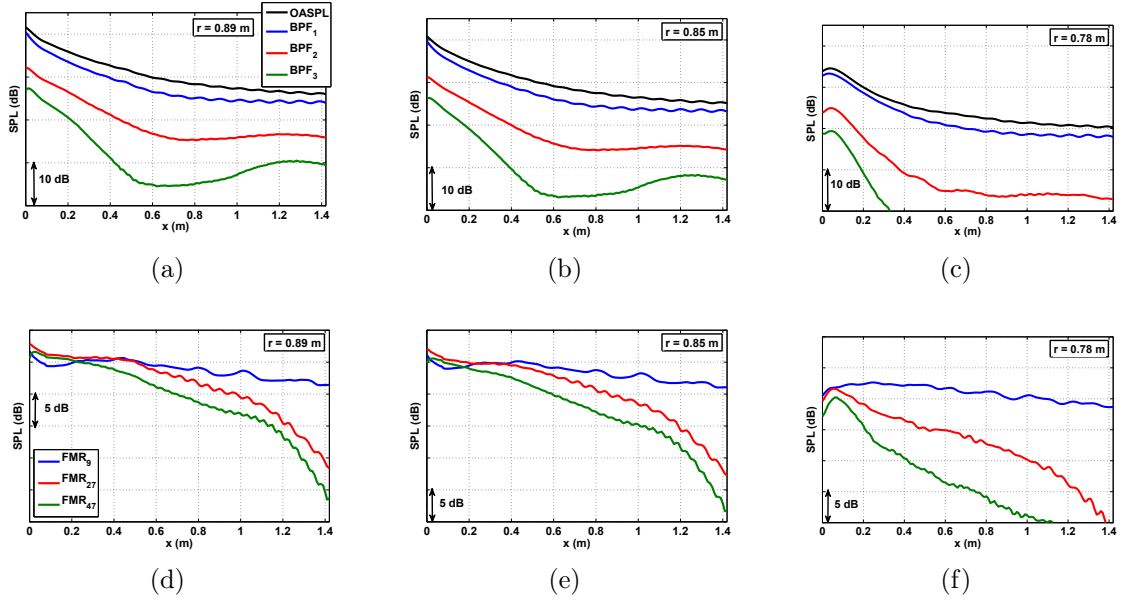 r = 0.89 m
OASPL
BPF1
BPF2
BPF3
SPL (dB)
10 dB
0 0.2 0.4 0.6 0.8 1 1.2 1.4
x (m)
(a)
r = 0.85 m
SPL (dB)
10 dB
0 0.2 0.4 0.6 0.8 1 1.2 1.4
x (m)
(b)
r = 0.78 m
SPL (dB)
10 dB
0 0.2 0.4 0.6 0.8 1 1.2 1.4
x (m)
(c)
r = 0.89 m
SPL (dB)
5 dB
FMR9
FMR27
FMR47
0 0.2 0.4 0.6 0.8 1 1.2 1.4
x (m)
(d)
r = 0.85 m
SPL (dB)
5 dB
0 0.2 0.4 0.6 0.8 1 1.2 1.4
x (m)
(e)
r = 0.78 m
SPL (dB)
5 dB
0 0.2 0.4 0.6 0.8 1 1.2 1.4
x (m)
(f)